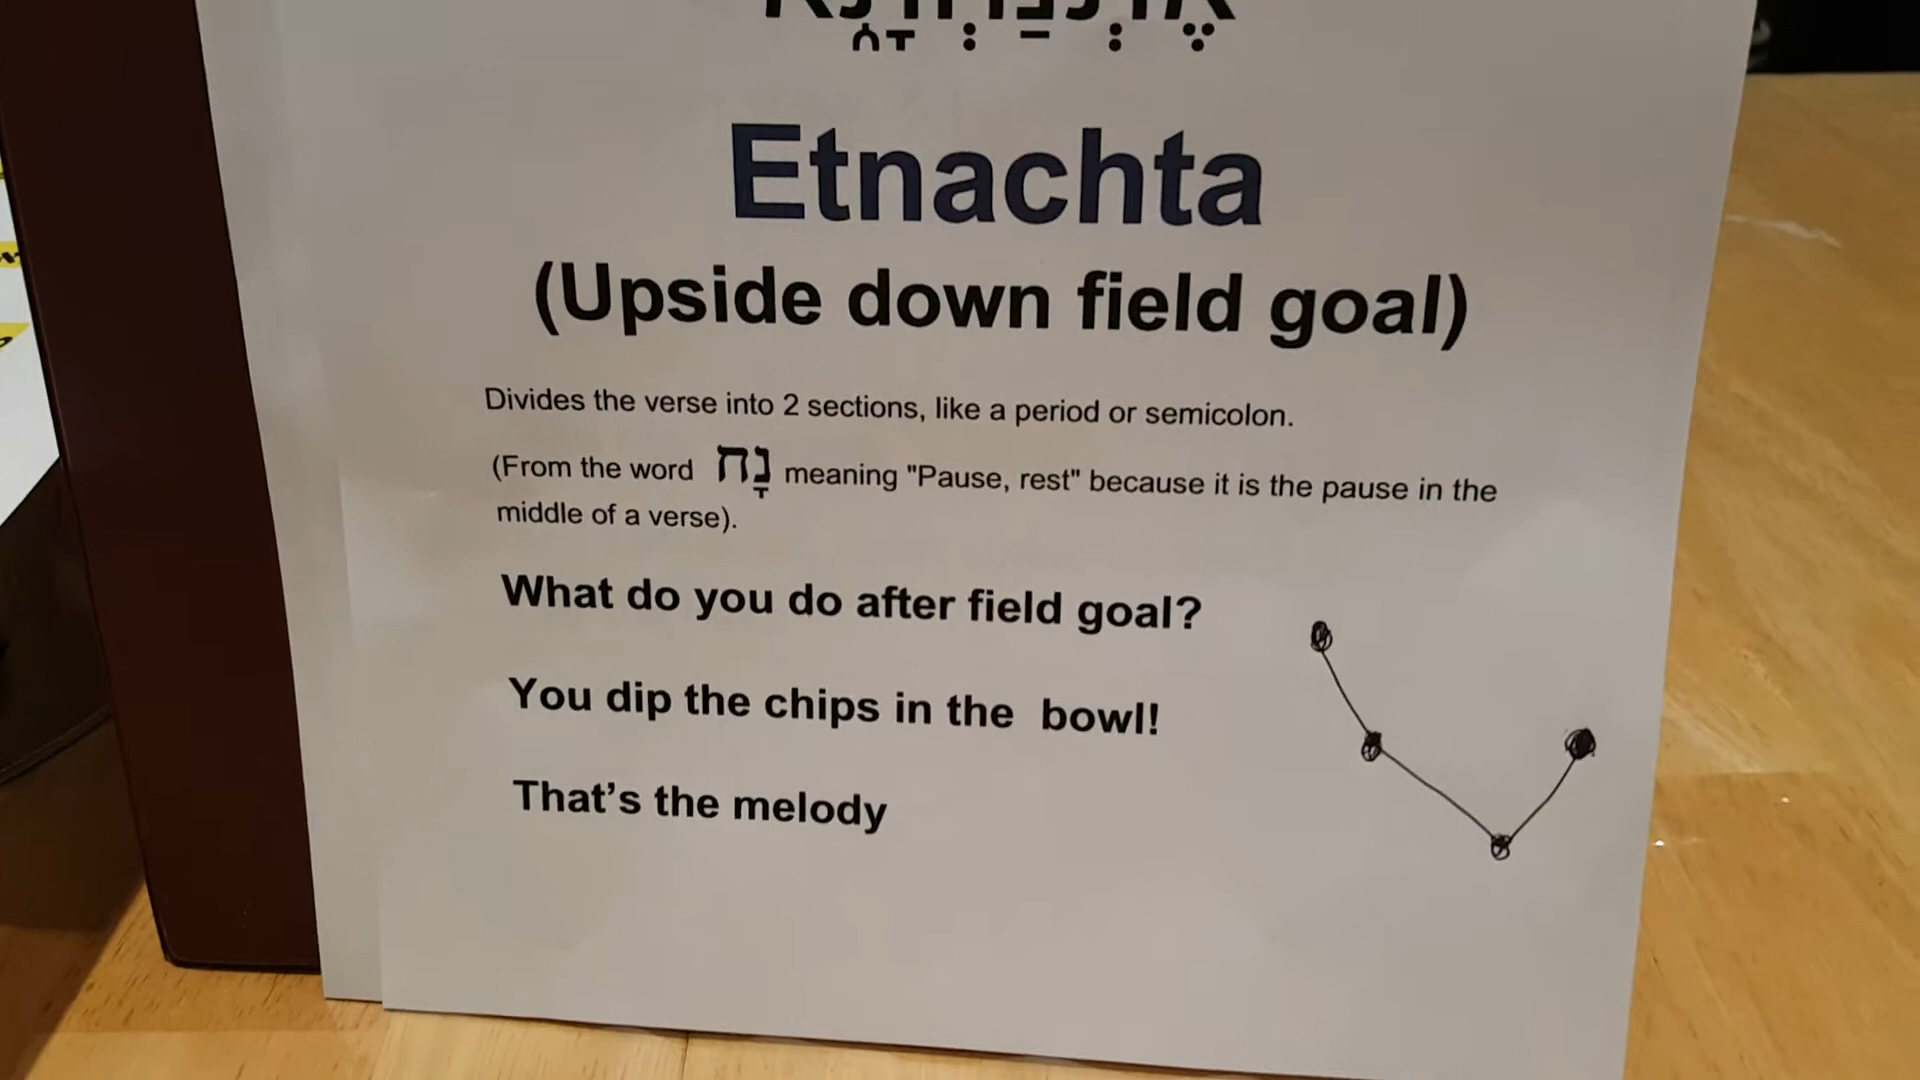 Etnachta
(Upside down field goal)
Divides the verse into 2 sections, like a period or semicolon.
(From the word נָח meaning "Pause, rest" because it is the pause in the
middle of a verse).
What do you do after field goal?
You dip the chips in the bowl!
That's the melody